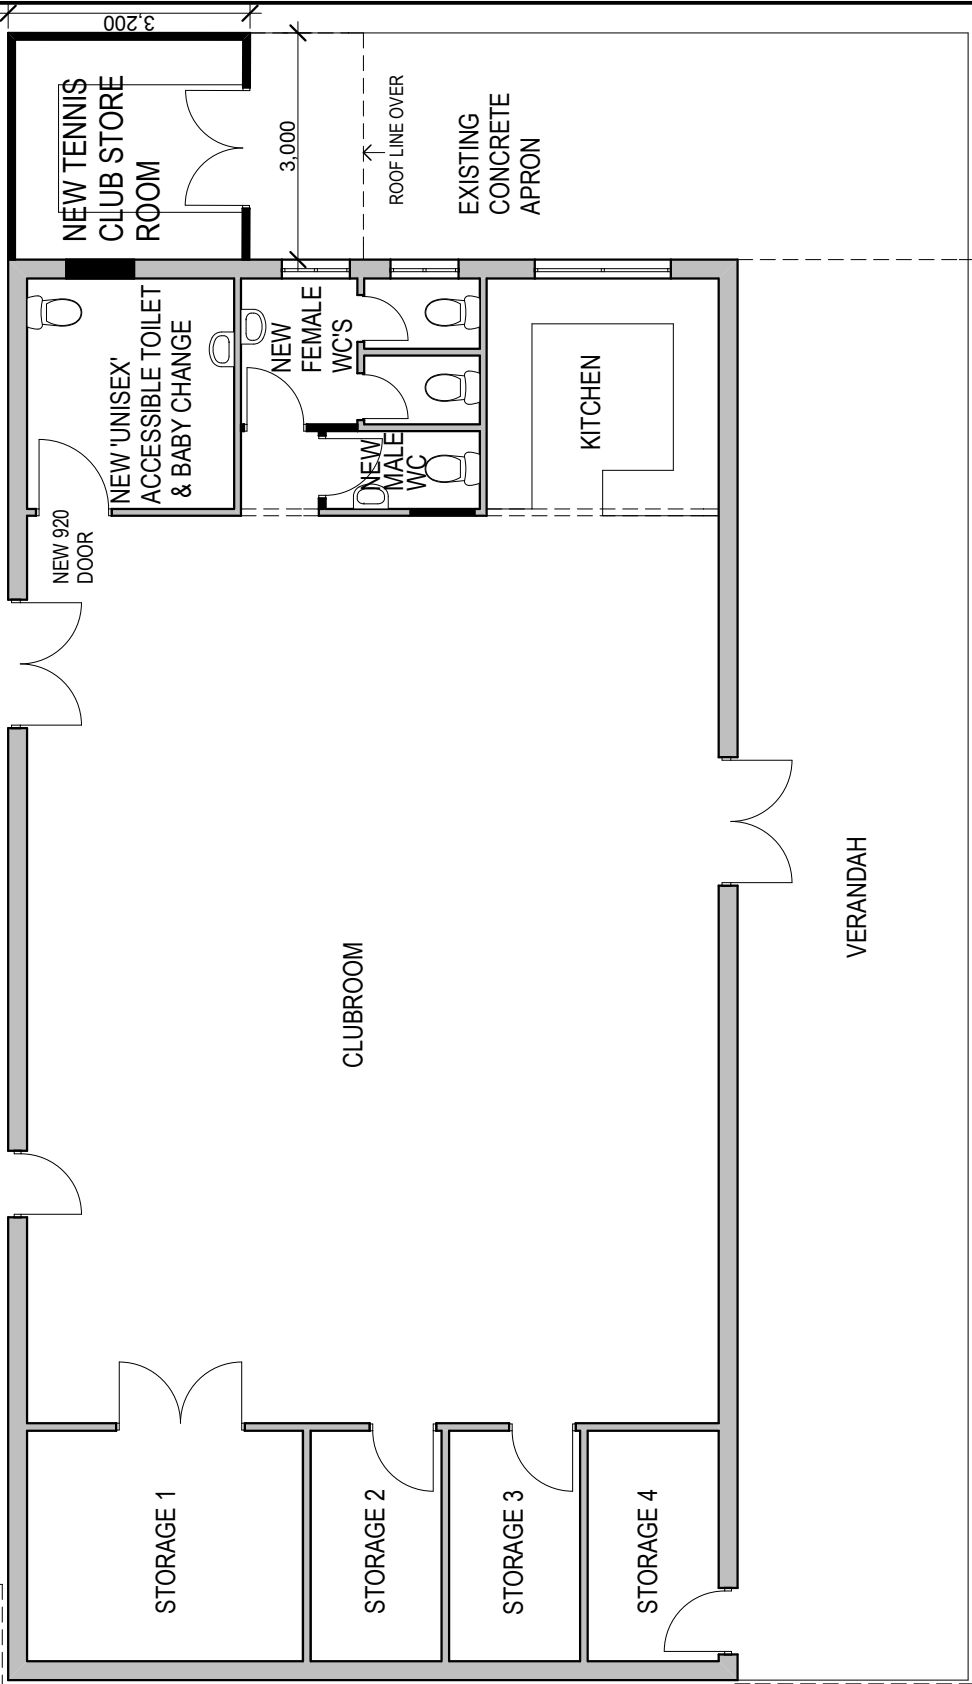 3,200
NEW TENNIS
CLUB STORE
ROOM
3,000
ROOF LINE OVER
EXISTING
CONCRETE
APRON
NEW 'UNISEX'
ACCESSIBLE TOILET
& BABY CHANGE
NEW
FEMALE
WC'S
NEW
MALE
WC
KITCHEN
NEW 920
DOOR
CLUBROOM
VERANDAH
STORAGE 1
STORAGE 2
STORAGE 3
STORAGE 4